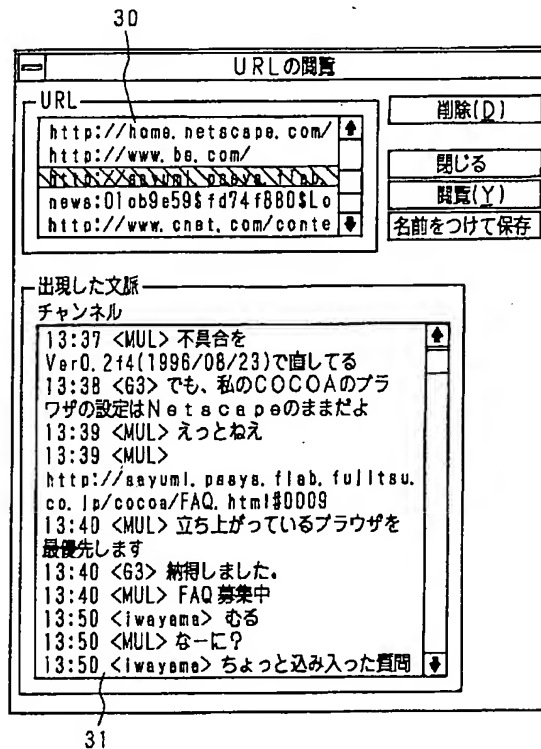 30
URLの閲覧
URL
http://home.netscape.com/
http://www.be.com/
news:01cb9e59$fd74f880$Lo
http://www.cnet.com/conte
削除(D)
閉じる
閲覧(Y)
名前をつけて保存
出現した文脈
チャンネル
13:37 <MUL> 不具合を
Ver0.2f4(1996/08/23)で直してる
13:38 <G3> でも、私のCOCOAのブラ
ウザの設定はNetscapeのままだよ
13:39 <MUL> えっとねえ
13:39 <MUL>
http://sayumi.pasys.flab.fujitsu.
co.jp/cocoa/FAQ.html#0009
13:40 <MUL> 立ち上がっているブラウザを
最優先します
13:40 <G3> 納得しました。
13:40 <MUL> FAQ 募集中
13:50 <iwayama> むる
13:50 <MUL> なーに?
13:50 <iwayama> ちょっと込み入った質問
31